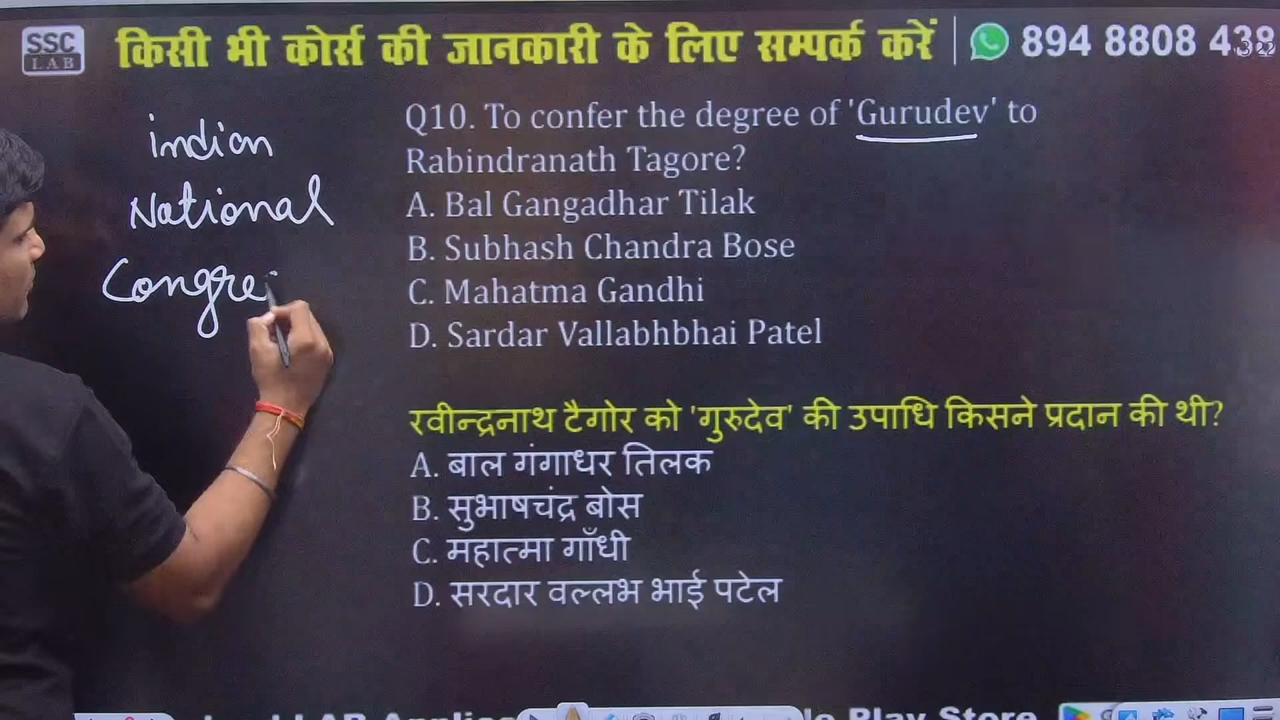 SSC
LAB
किसी भी कोर्स की जानकारी के लिए सम्पर्क करें
894 8808 438
indian
National
Congre
Q10. To confer the degree of 'Gurudev' to
Rabindranath Tagore?
A. Bal Gangadhar Tilak
B. Subhash Chandra Bose
C. Mahatma Gandhi
D. Sardar Vallabhbhai Patel
रवीन्द्रनाथ टैगोर को 'गुरुदेव' की उपाधि किसने प्रदान की थी?
A. बाल गंगाधर तिलक
B. सुभाषचंद्र बोस
C. महात्मा गाँधी
D. सरदार वल्लभ भाई पटेल
LAB Play Store